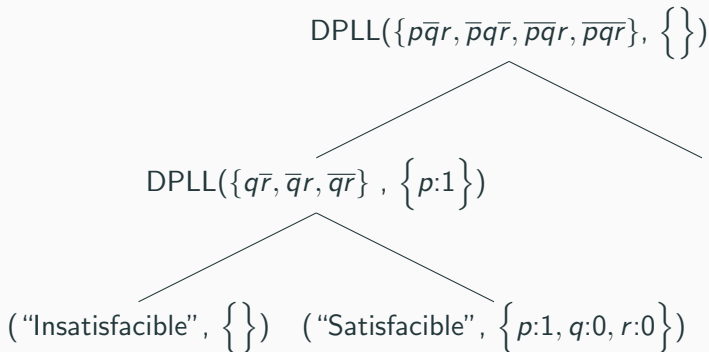 DPLL({pq̅r, p̅qr̅, p̅q̅r, p̅q̅r̅}, {})
DPLL({qr̅, q̅r, q̅r̅} , {p:1})
(“Insatisfacible”, {}) (“Satisfacible”, {p:1, q:0, r:0})